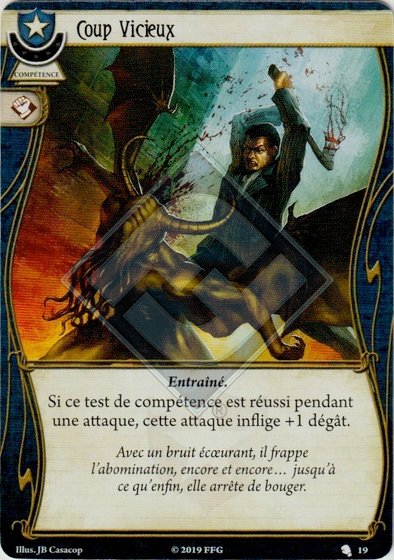 Coup Vicieux
COMPÉTENCE
Entraîné.
Si ce test de compétence est réussi pendant
une attaque, cette attaque inflige +1 dégât.
®
Avec un bruit écœurant, il frappe
l'abomination, encore et encore… jusqu'à
ce qu'enfin, elle arrête de bouger.
Illus. JB Casacop
© 2019 FFG
19